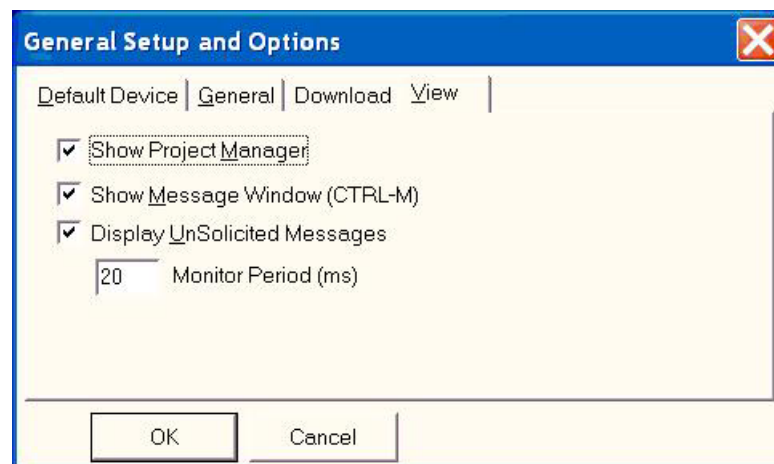 General Setup and Options
Default Device General Download View
Show Project Manager
Show Message Window (CTRL-M)
Display UnSolicited Messages
20 Monitor Period (ms)
OK Cancel